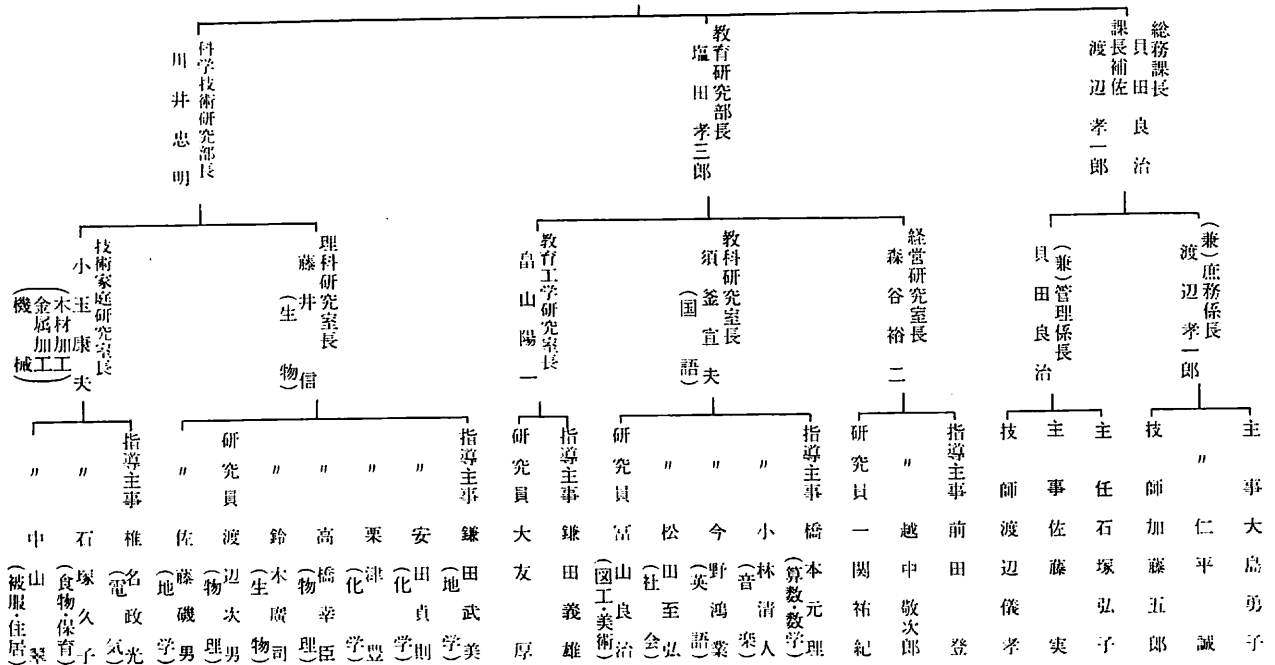 総務課長
貝田良治
課長補佐
渡辺孝一郎
教育研究部長
塩田孝三郎
科学技術研究部長
川井忠明
(兼)庶務係長
渡辺孝一郎
(兼)管理係長
貝田良治
経営研究室長
森谷裕二
教科研究室長
須釜宣夫
(国語)
教育工学研究室長
畠山陽一
理科研究室長
藤井信
(生物)
技術家庭研究室長
小玉康夫
(木材加工
金属加工
機械)
主事大島勇子
〃仁平誠
技師加藤五郎
主任石塚弘子
主事佐藤実
技師渡辺儀孝
指導主事前田登
〃越中敬次郎
研究員一関祐紀
指導主事橋本元理(算数・数学)
〃小林清人(音楽)
〃今野鴻業(英語)
〃松田至弘(社会)
研究員冨山良治(図工・美術)
指導主事鎌田義雄
研究員大友厚
指導主事鎌田武美(地学)
〃安田貞則(化学)
〃栗津豊(化学)
〃高橋幸臣(物理)
〃鈴木廣司(生物)
研究員渡辺次男(物理)
〃佐藤磯男(地学)
指導主事椎名政光(電気)
〃石塚久子(食物・保育)
〃中山翠(被服・住居)